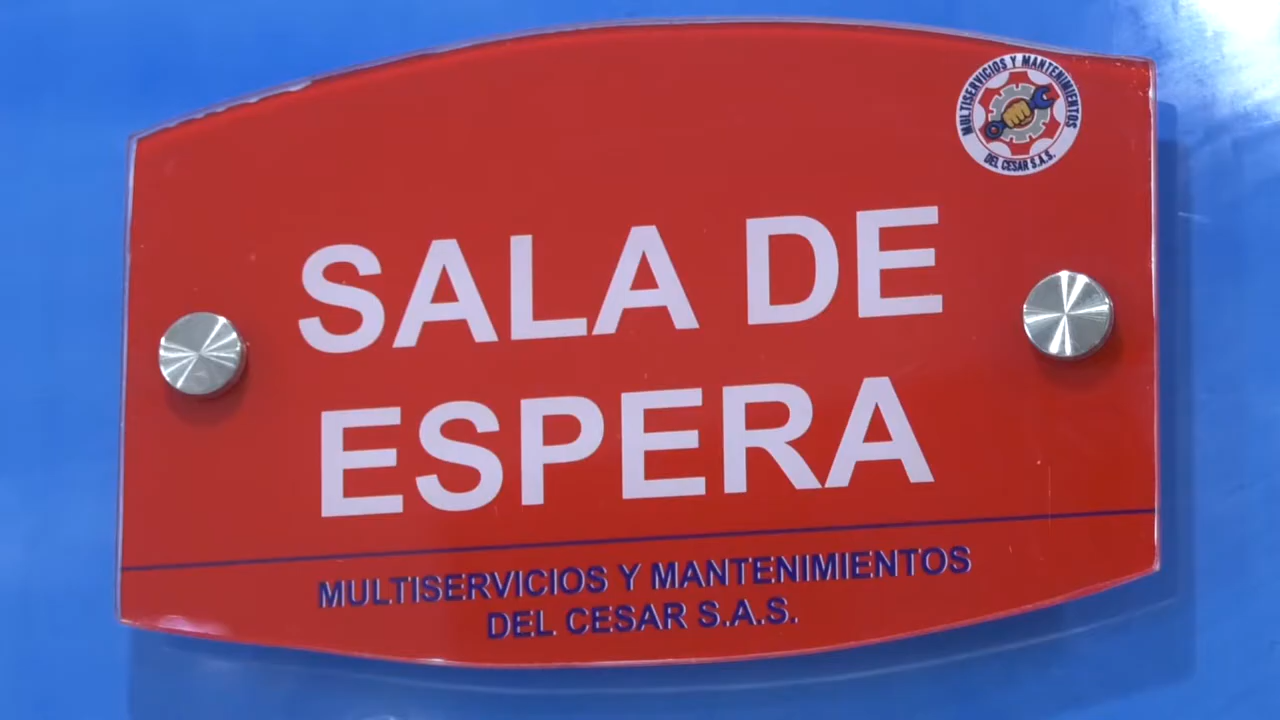 MULTISERVICIOS Y MANTENIMIENTOS
DEL CESAR S.A.S.
SALA DE
ESPERA
MULTISERVICIOS Y MANTENIMIENTOS
DEL CESAR S.A.S.